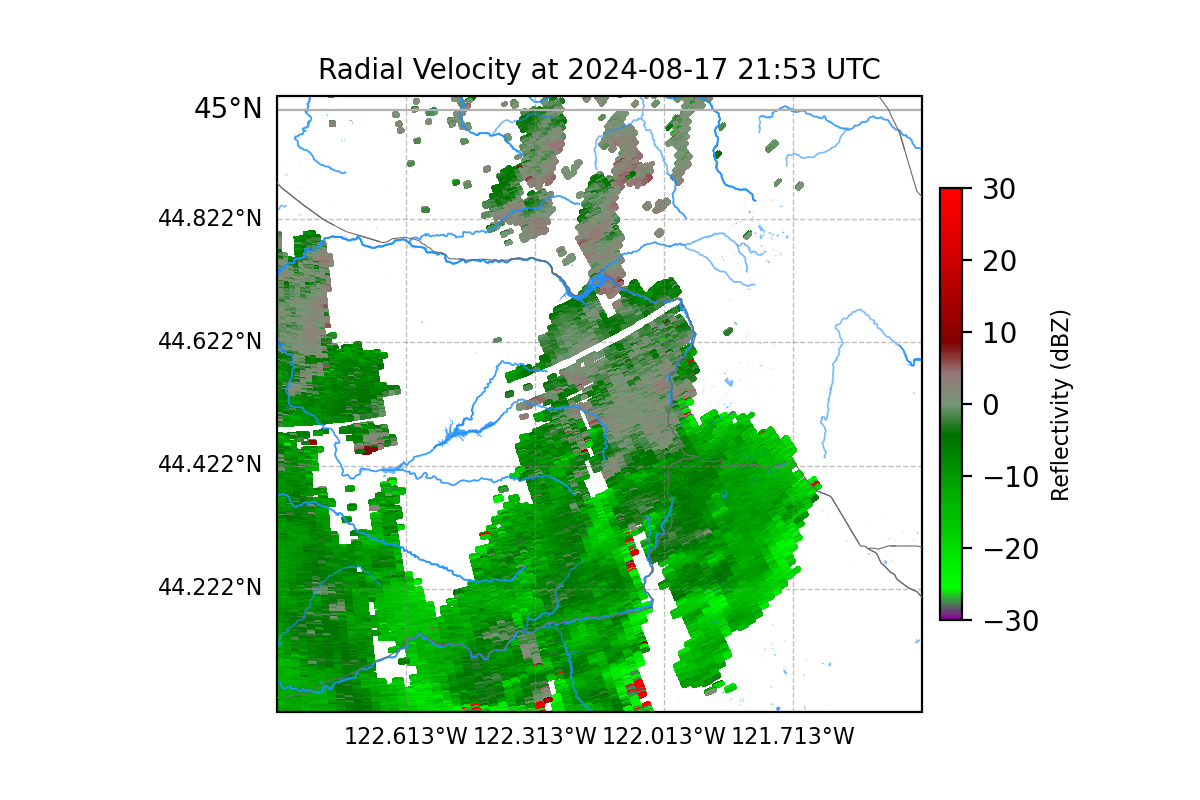 Radial Velocity at 2024-08-17 21:53 UTC
45°N
44.822°N
44.622°N
44.422°N
44.222°N
122.613°W 122.313°W 122.013°W 121.713°W
30
20
10
0
−10
−20
−30
Reflectivity (dBZ)